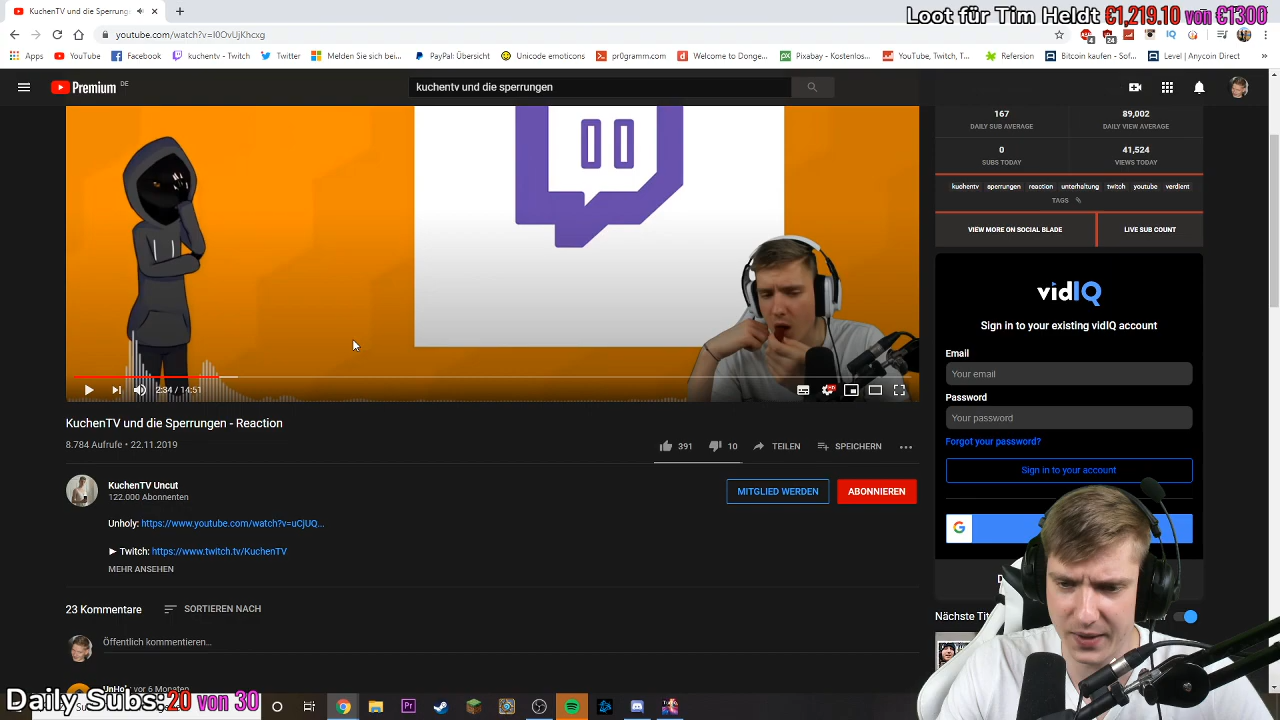 KuchenTV und die Sperrung
Loot für Tim Heldt €1,219.10 von €1300
youtube.com/watch?v=I0OvUjKhcxg
Apps
YouTube
Facebook
kuchentv - Twitch
Twitter
Melden Sie sich bei...
PayPal: Übersicht
Unicode emoticons
pr0gramm.com
Welcome to Donge...
Pixabay - Kostenlos...
YouTube, Twitch, T...
Refersion
Bitcoin kaufen - Sof...
Level | Anycoin Direct
Premium DE
kuchentv und die sperrungen
167
DAILY SUB AVERAGE
89,002
DAILY VIEW AVERAGE
0
SUBS TODAY
41,524
VIEWS TODAY
kuchentv sperrungen reaction unterhaltung twitch youtube verdient
TAGS
VIEW MORE ON SOCIAL BLADE
LIVE SUB COUNT
vidIQ
Sign in to your existing vidIQ account
Email
Your email
Password
Your password
Forgot your password?
Sign in to your account
2:34 / 14:51
KuchenTV und die Sperrungen - Reaction
8.784 Aufrufe • 22.11.2019
391
10
TEILEN
SPEICHERN
KuchenTV Uncut
122.000 Abonnenten
MITGLIED WERDEN
ABONNIEREN
Unholy: https://www.youtube.com/watch?v=uCjUQ...
► Twitch: https://www.twitch.tv/KuchenTV
MEHR ANSEHEN
Nächste Tit
23 Kommentare
SORTIEREN NACH
Öffentlich kommentieren...
UnHoly vor 6 Monaten
Daily Subs: 20 von 30